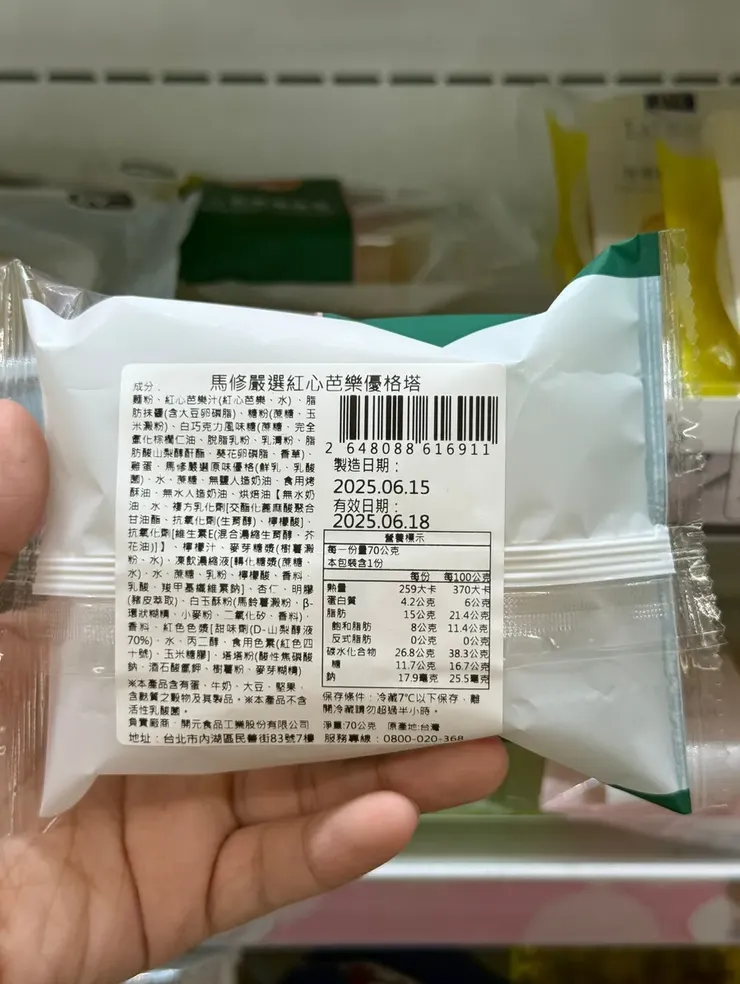 馬修嚴選紅心芭樂優格塔
成分：
麵粉、紅心芭樂汁(紅心芭樂、水)、脂
肪抹醬(含大豆卵磷脂)、糖粉(蔗糖、玉
米澱粉)、白巧克力風味糖(蔗糖、完全
氫化棕櫚仁油、脫脂乳粉、乳清粉、脂
肪酸山梨醇酐酯、葵花卵磷脂、香草)、
雞蛋、馬修嚴選原味優格(鮮乳、乳酸
菌)、水、蔗糖、無鹽人造奶油、食用烤
酥油、無水人造奶油、烘焙油【無水奶
油、水、複方乳化劑[交酯化蓖麻酸聚合
甘油酯、抗氧化劑(生育醇)、檸檬酸]、
抗氧化劑[維生素E(混合濃縮生育醇、芥
花油)]】、檸檬汁、麥芽糖漿(樹薯澱
粉、水)、凍飲濃縮液[轉化糖漿(蔗糖、
水)、水、蔗糖、乳粉、檸檬酸、香料、
乳酸、羧甲基纖維素鈉]、杏仁、明膠
(豬皮萃取)、白玉酥粉(馬鈴薯澱粉、β-
環狀糊精、小麥粉、二氧化矽、香料)、
香料、紅色色漿[甜味劑(D-山梨醇液
70%)、水、丙二醇、食用色素(紅色四
十號)、玉米糖膠]、塔塔粉(酸性焦磷酸
鈉、酒石酸氫鉀、樹薯粉、麥芽糊精)
※本產品含有蛋、牛奶、大豆、堅果、
含麩質之穀物及其製品。※本產品不含
活性乳酸菌。
負責廠商：開元食品工業股份有限公司
地址：台北市內湖區民善街83號7樓
2 648088 616911
製造日期：
2025.06.15
有效日期：
2025.06.18
營養標示
每一份量70公克
本包裝含1份
每份 每100公克
熱量 259大卡 370大卡
蛋白質 4.2公克 6公克
脂肪 15公克 21.4公克
飽和脂肪 8公克 11.4公克
反式脂肪 0公克 0公克
碳水化合物 26.8公克 38.3公克
糖 11.7公克 16.7公克
鈉 17.9毫克 25.5毫克
保存條件：冷藏7℃以下保存，離
開冷藏請勿超過半小時。
淨重:70公克 原產地:台灣
服務專線：0800-020-368